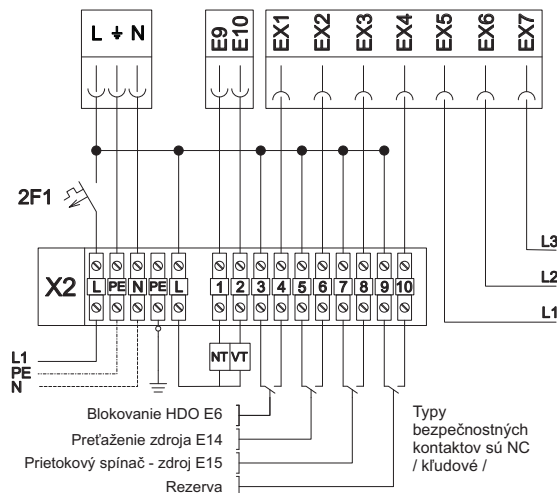 L ⏚ N
E9 E10
EX1 EX2 EX3 EX4 EX5 EX6 EX7
2F1
L3
L2
L1
X2 L PE N PE L 1 2 3 4 5 6 7 8 9 10
L1
PE
N
NT VT
Blokovanie HDO E6
Preťaženie zdroja E14
Prietokový spínač - zdroj E15
Rezerva
Typy
bezpečnostných
kontaktov sú NC
/ kľudové /